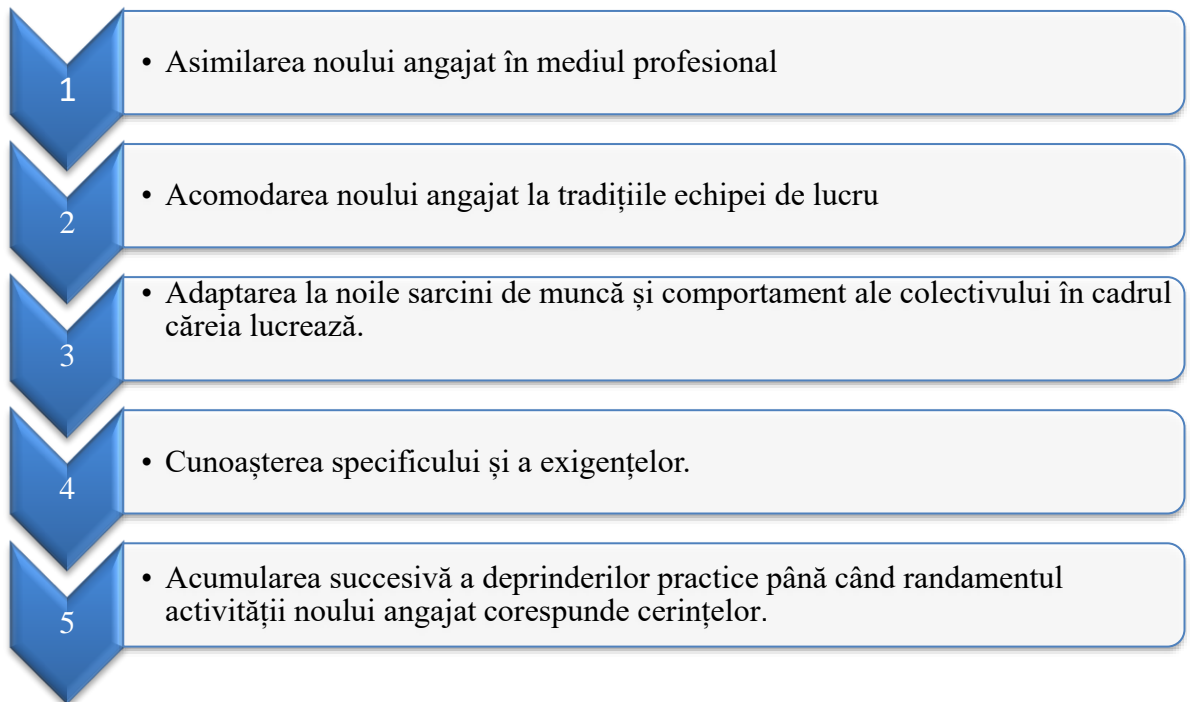 1
• Asimilarea noului angajat în mediul profesional
2
• Acomodarea noului angajat la tradițiile echipei de lucru
3
• Adaptarea la noile sarcini de muncă și comportament ale colectivului în cadrul
căreia lucrează.
4
• Cunoașterea specificului și a exigențelor.
5
• Acumularea succesivă a deprinderilor practice până când randamentul
activității noului angajat corespunde cerințelor.